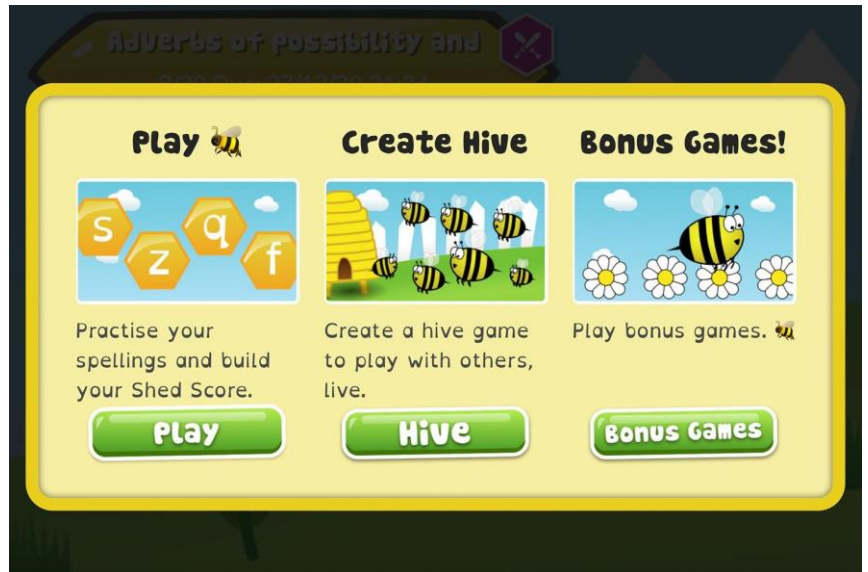 Adverbs of possibility and
Play 🐝
s
z
q
f
Practise your
spellings and build
your Shed Score.
Play
Create Hive
Create a hive game
to play with others,
live.
Hive
Bonus Games!
Play bonus games. 🐝
Bonus Games